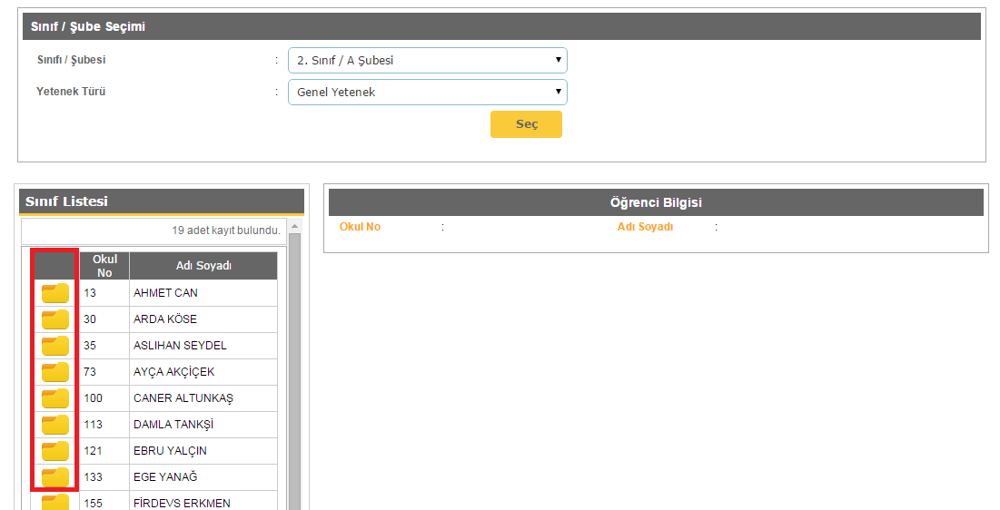 Sınıf / Şube Seçimi
Sınıfı / Şubesi : 2. Sınıf / A Şubesi
Yetenek Türü : Genel Yetenek
Seç
Sınıf Listesi
19 adet kayıt bulundu.
Okul No Adı Soyadı
13 AHMET CAN
30 ARDA KÖSE
35 ASLIHAN SEYDEL
73 AYÇA AKÇİÇEK
100 CANER ALTUNKAŞ
113 DAMLA TANKŞİ
121 EBRU YALÇIN
133 EGE YANAĞ
155 FİRDEVS ERKMEN
Öğrenci Bilgisi
Okul No : Adı Soyadı :